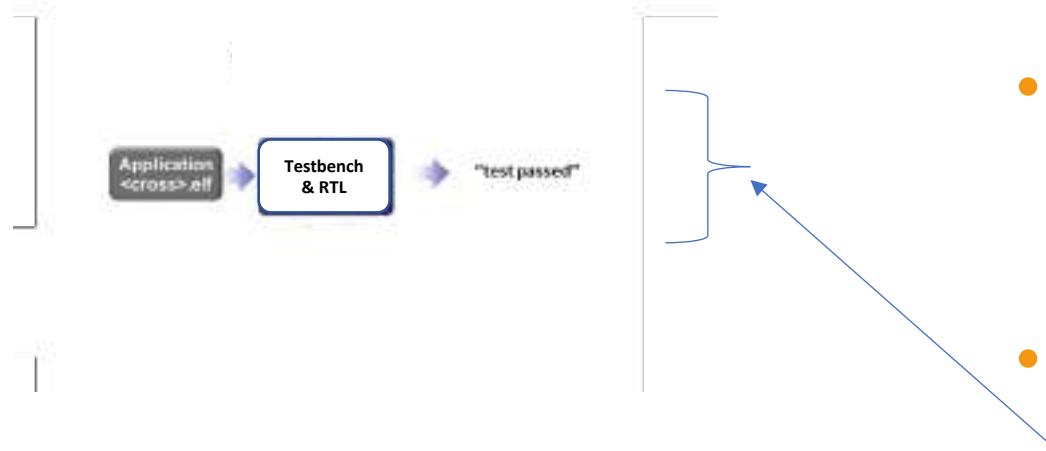 Application
<cross>.elf
Testbench
& RTL
"test passed"